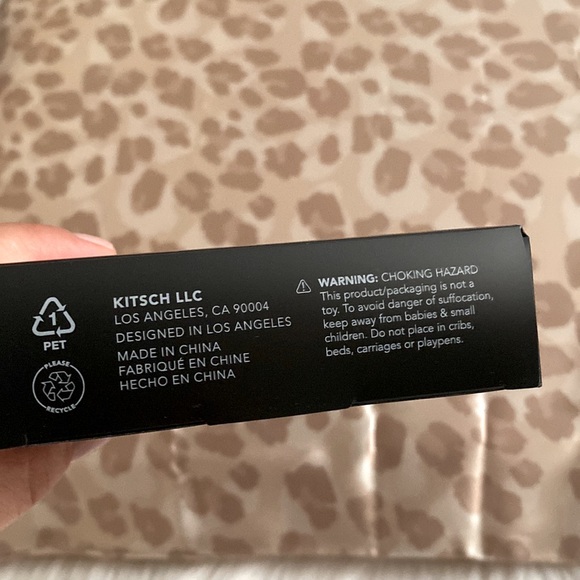 1
PET
PLEASE
RECYCLE
KITSCH LLC
LOS ANGELES, CA 90004
DESIGNED IN LOS ANGELES
MADE IN CHINA
FABRIQUÉ EN CHINE
HECHO EN CHINA
WARNING: CHOKING HAZARD
This product/packaging is not a
toy. To avoid danger of suffocation,
keep away from babies & small
children. Do not place in cribs,
beds, carriages or playpens.